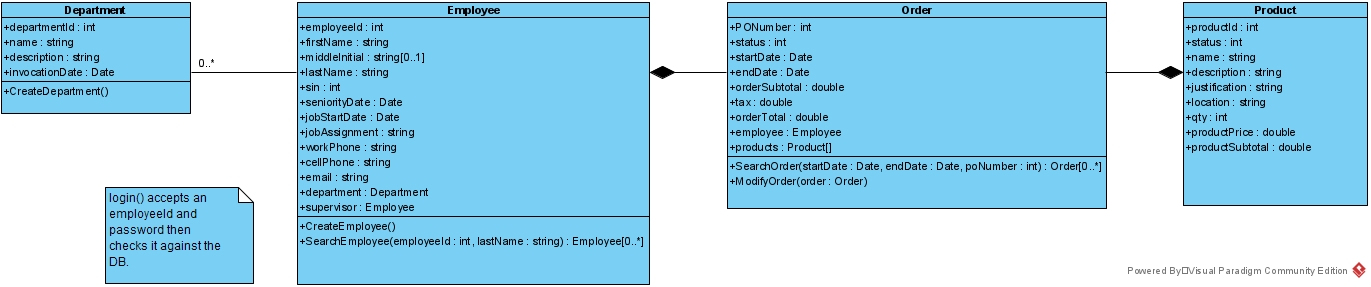 Department
+departmentId : int
+name : string
+description : string
+invocationDate : Date
+CreateDepartment()
0..*
login() accepts an
employeeId and
password then
checks it against the
DB.
Employee
+employeeId : int
+firstName : string
+middleInitial : string[0..1]
+lastName : string
+sin : int
+seniorityDate : Date
+jobStartDate : Date
+jobAssignment : string
+workPhone : string
+cellPhone : string
+email : string
+department : Department
+supervisor : Employee
+CreateEmployee()
+SearchEmployee(employeeId : int, lastName : string) : Employee[0..*]
Order
+PONumber : int
+status : int
+startDate : Date
+endDate : Date
+orderSubtotal : double
+tax : double
+orderTotal : double
+employee : Employee
+products : Product[]
+SearchOrder(startDate : Date, endDate : Date, poNumber : int) : Order[0..*]
+ModifyOrder(order : Order)
Product
+productId : int
+status : int
+name : string
+description : string
+justification : string
+location : string
+qty : int
+productPrice : double
+productSubtotal : double
Powered By Visual Paradigm Community Edition